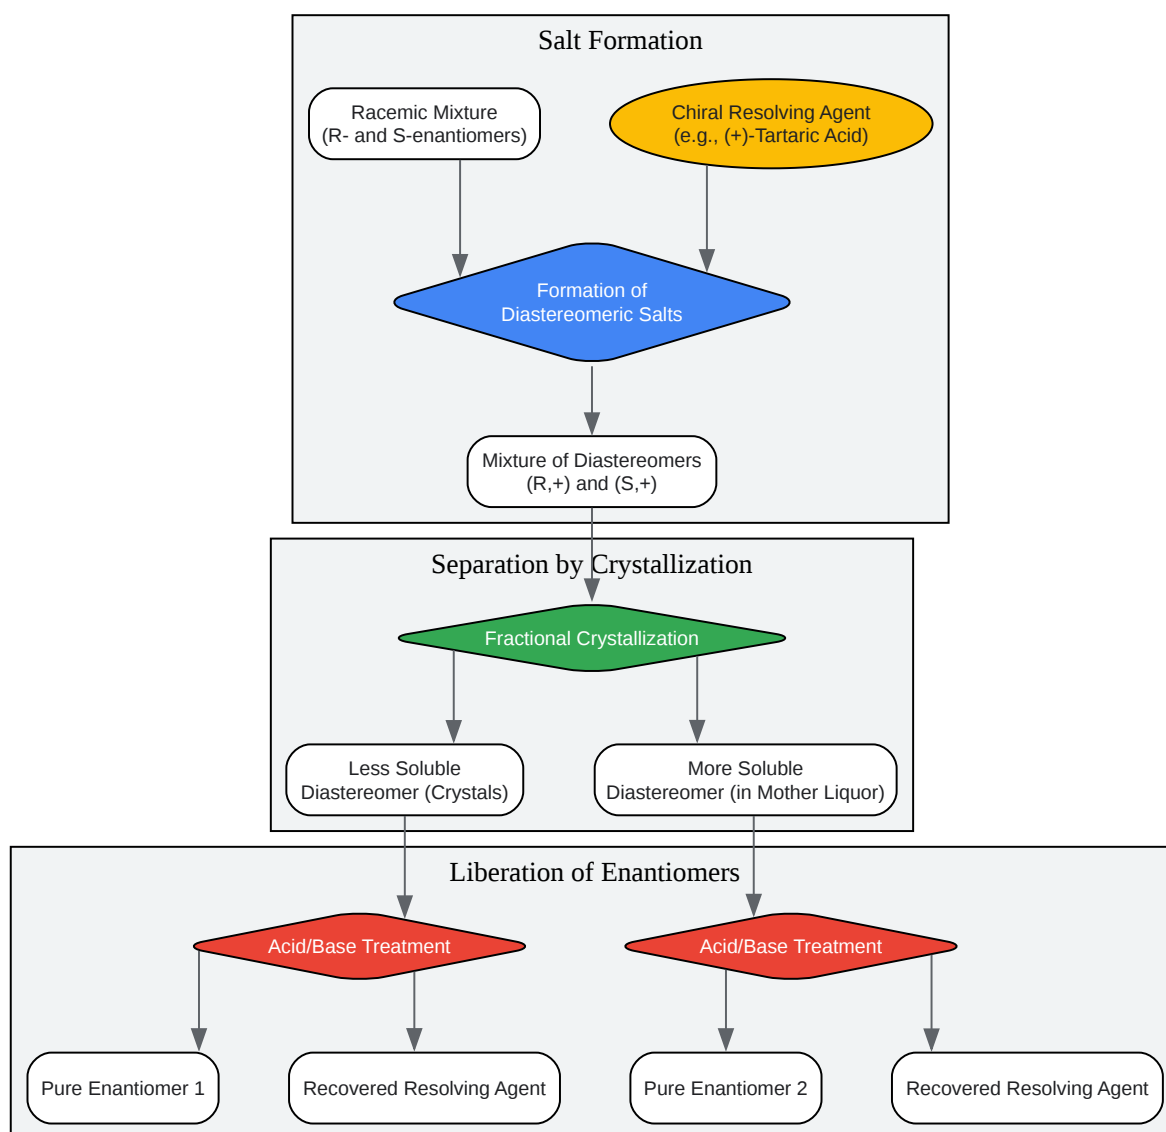 Salt Formation
Racemic Mixture
(R- and S-enantiomers)
Chiral Resolving Agent
(e.g., (+)-Tartaric Acid)
Formation of
Diastereomeric Salts
Mixture of Diastereomers
(R,+) and (S,+)
Separation by Crystallization
Fractional Crystallization
Less Soluble
Diastereomer (Crystals)
More Soluble
Diastereomer (in Mother Liquor)
Liberation of Enantiomers
Acid/Base Treatment
Acid/Base Treatment
Pure Enantiomer 1
Recovered Resolving Agent
Pure Enantiomer 2
Recovered Resolving Agent